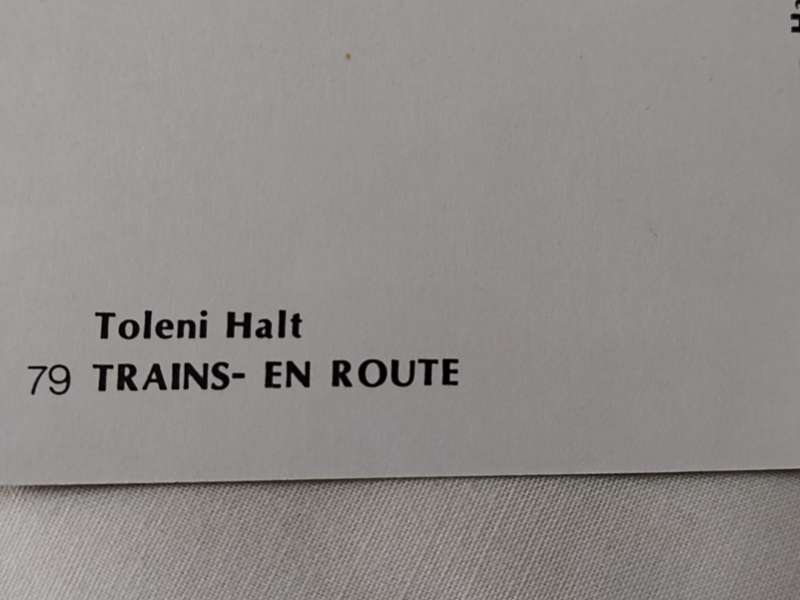 Toleni Halt
79 TRAINS- EN ROUTE